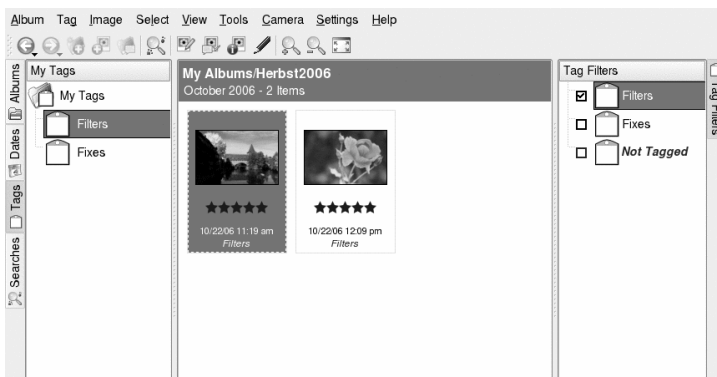 Album Tag Image Select View Tools Camera Settings Help
Albums
Dates
Tags
Searches
My Tags
My Tags
Filters
Fixes
My Albums/Herbst2006
October 2006 - 2 Items
10/22/06 11:19 am
Filters
10/22/06 12:09 pm
Filters
Tag Filters
Filters
Fixes
Not Tagged
Tag Filters